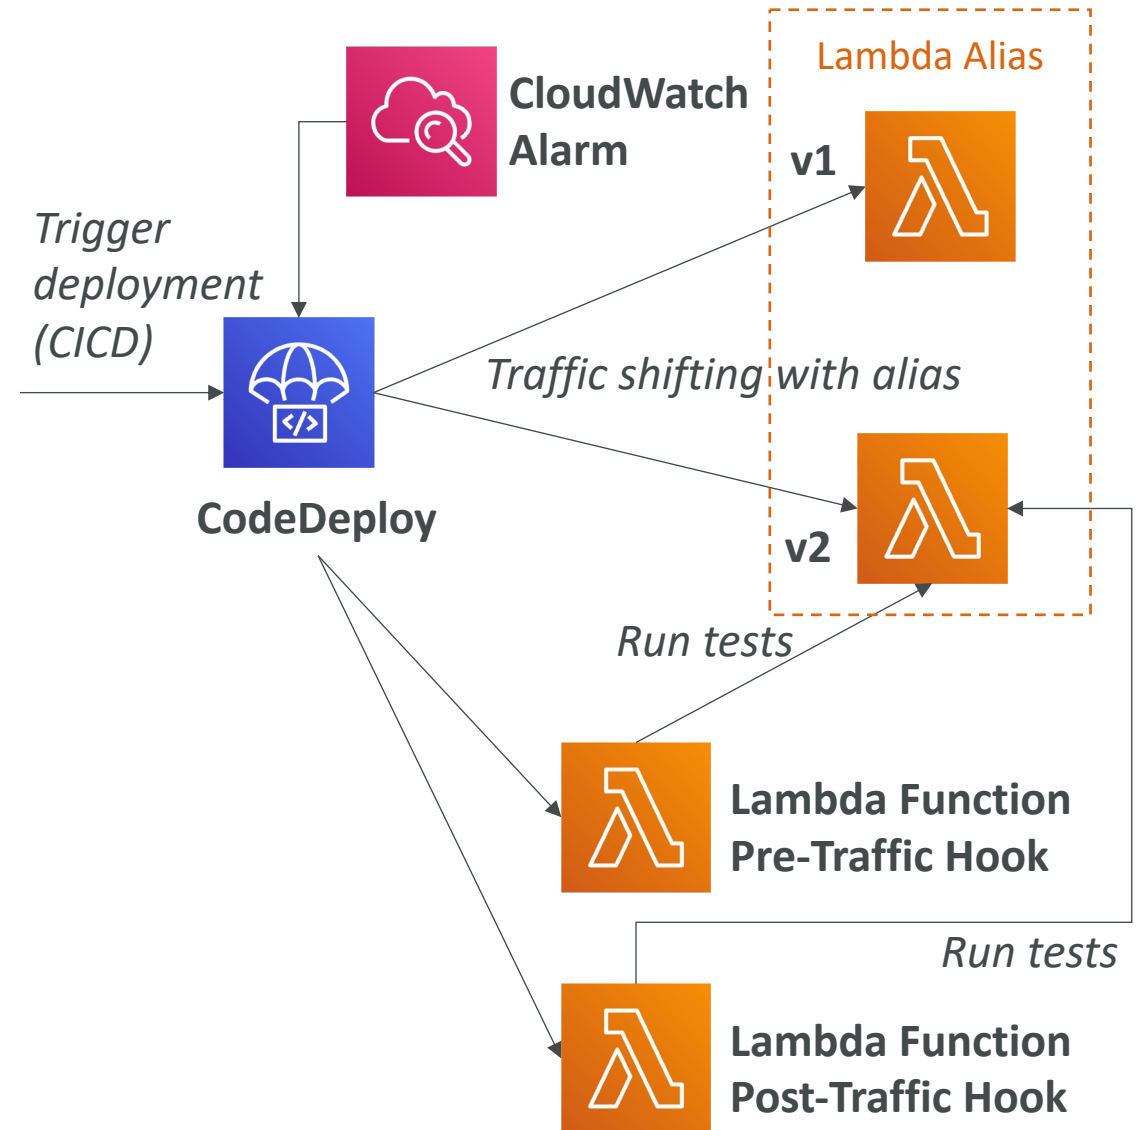 Lambda Alias
CloudWatch
Alarm
v1
Trigger
deployment
(CICD)
Traffic shifting with alias
</>
CodeDeploy
v2
Run tests
Lambda Function
Pre-Traffic Hook
Run tests
Lambda Function
Post-Traffic Hook